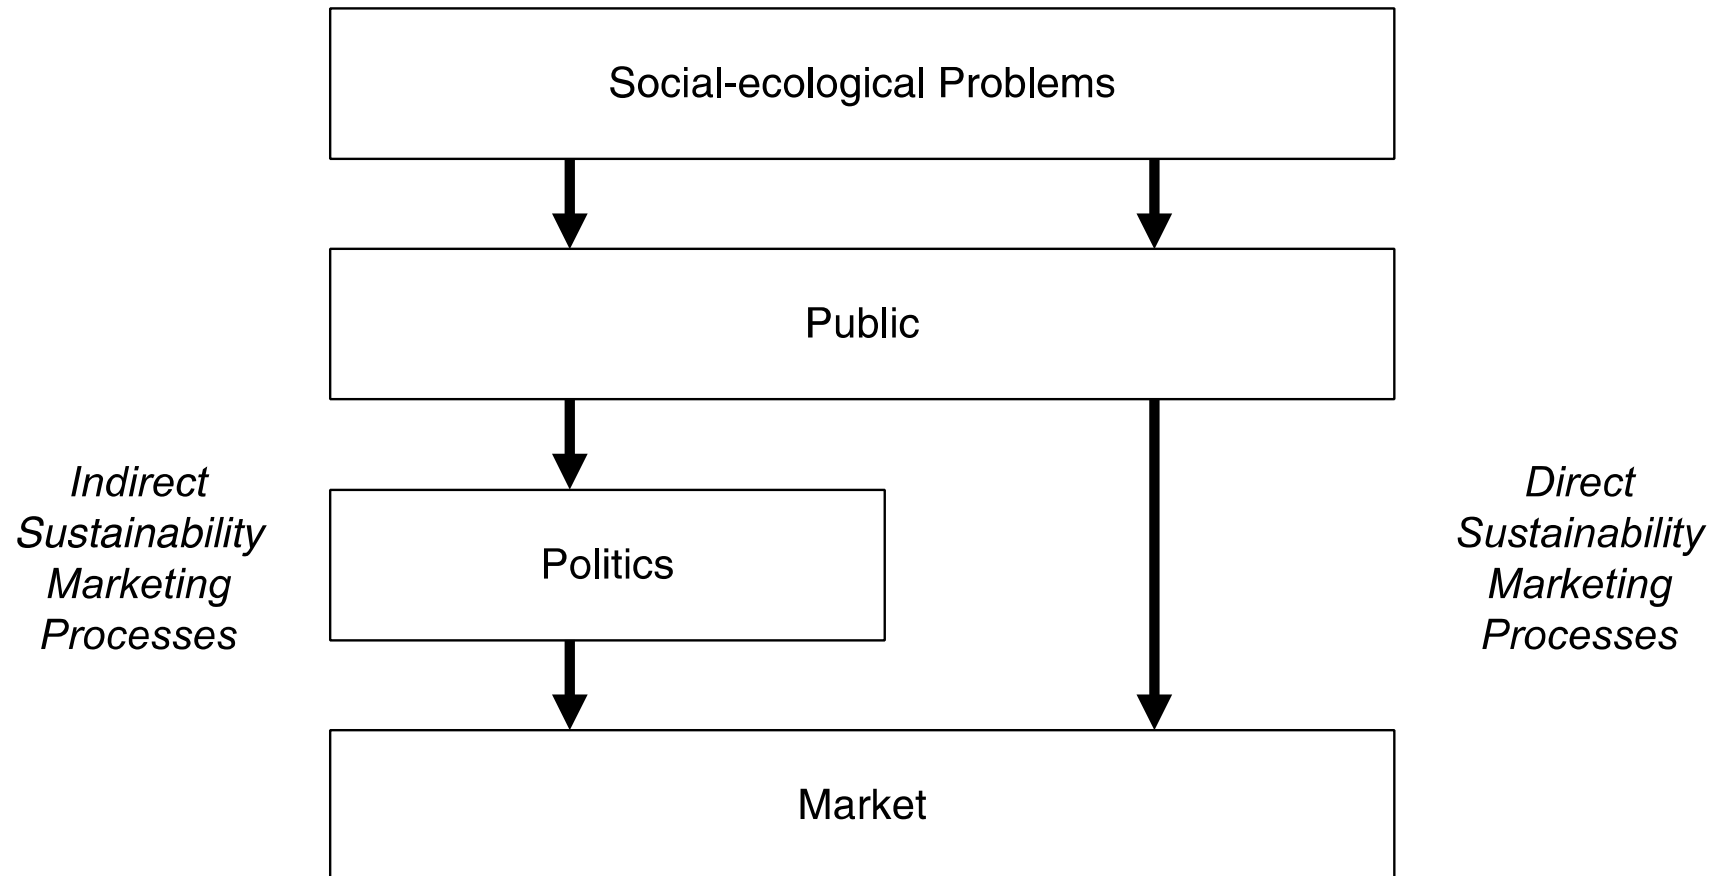 Social-ecological Problems
Public
Indirect
Sustainability
Marketing
Processes
Politics
Direct
Sustainability
Marketing
Processes
Market